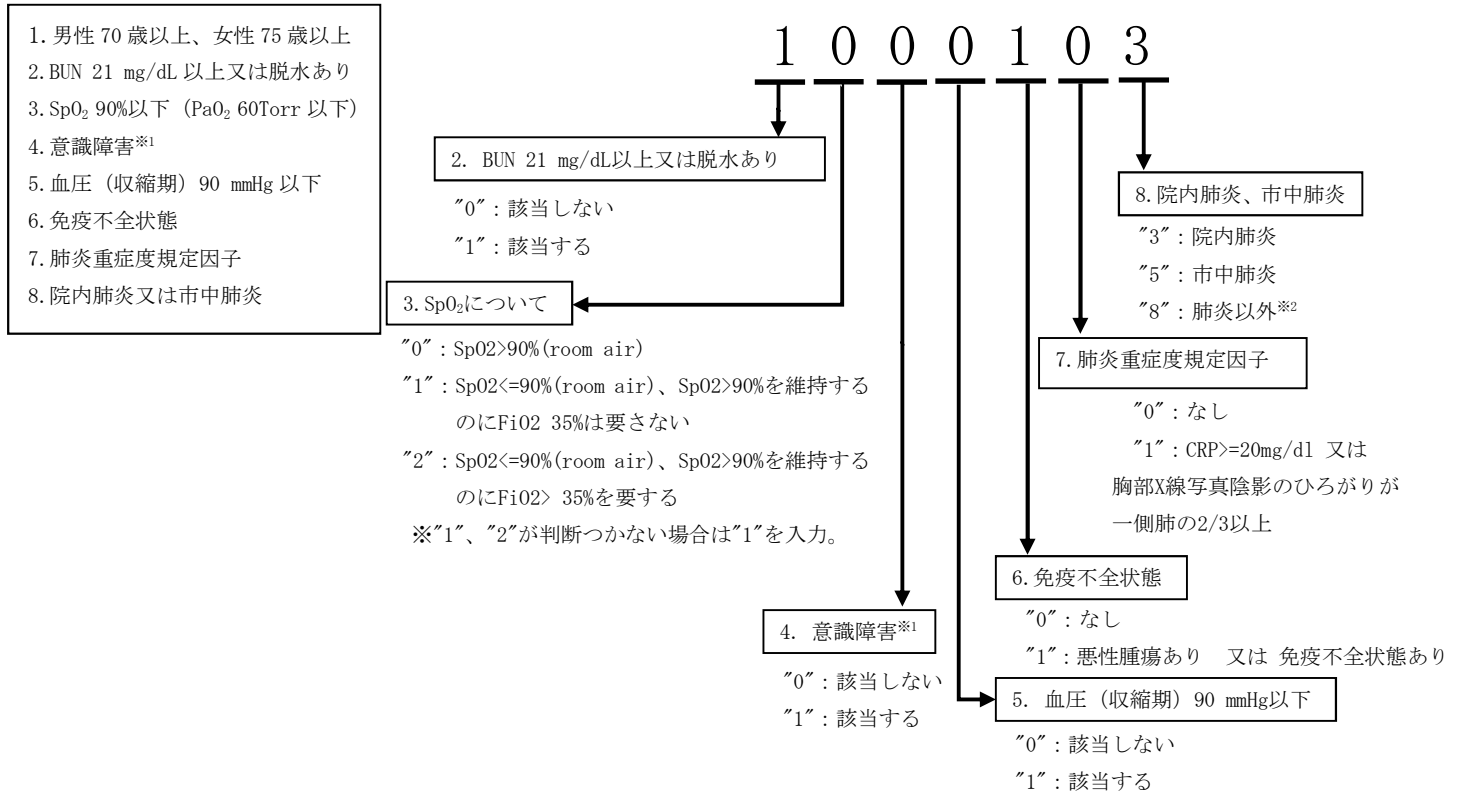 1. 男性 70 歳以上、女性 75 歳以上
2. BUN 21 mg/dL 以上又は脱水あり
3. SpO₂ 90%以下 (PaO₂ 60Torr 以下)
4. 意識障害※1
5. 血圧（収縮期）90 mmHg 以下
6. 免疫不全状態
7. 肺炎重症度規定因子
8. 院内肺炎又は市中肺炎
1 0 0 0 1 0 3
2. BUN 21 mg/dL以上又は脱水あり
"0"：該当しない
"1"：該当する
3. SpO₂について
"0"：SpO2>90%(room air)
"1"：SpO2<=90%(room air)、SpO2>90%を維持する
のにFiO2 35%は要さない
"2"：SpO2<=90%(room air)、SpO2>90%を維持する
のにFiO2> 35%を要する
※"1"、"2"が判断つかない場合は"1"を入力。
4. 意識障害※1
"0"：該当しない
"1"：該当する
5. 血圧（収縮期）90 mmHg以下
"0"：該当しない
"1"：該当する
6. 免疫不全状態
"0"：なし
"1"：悪性腫瘍あり　又は 免疫不全状態あり
7. 肺炎重症度規定因子
"0"：なし
"1"：CRP>=20mg/dl 又は
胸部X線写真陰影のひろがりが
一側肺の2/3以上
8. 院内肺炎、市中肺炎
"3"：院内肺炎
"5"：市中肺炎
"8"：肺炎以外※2